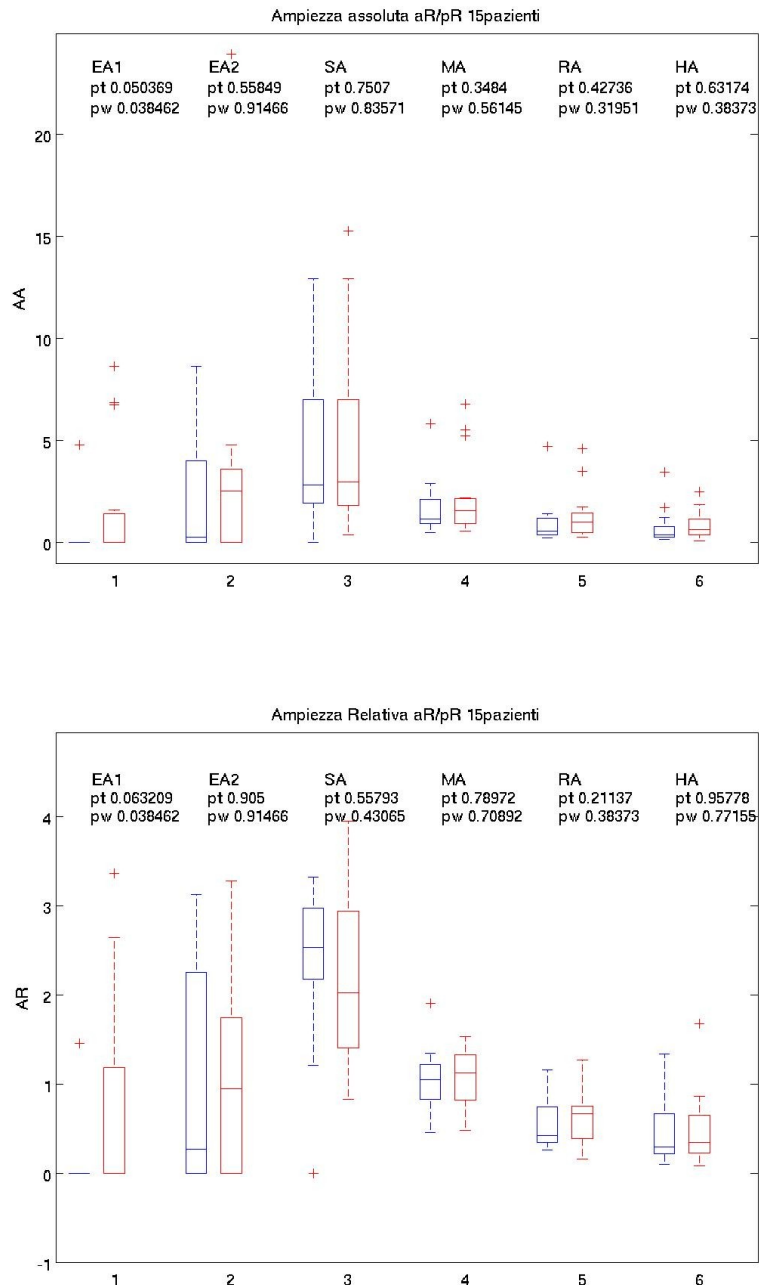 Ampiezza assoluta aR/pR 15pazienti
EA1 EA2 SA MA RA HA
pt 0.050369 pt 0.55849 pt 0.7507 pt 0.3484 pt 0.42736 pt 0.63174
pw 0.038462 pw 0.91466 pw 0.83571 pw 0.56145 pw 0.31951 pw 0.38373
20
15
AA
10
5
0
1 2 3 4 5 6
Ampiezza Relativa aR/pR 15pazienti
EA1 EA2 SA MA RA HA
pt 0.063209 pt 0.905 pt 0.55793 pt 0.78972 pt 0.21137 pt 0.95778
pw 0.038462 pw 0.91466 pw 0.43065 pw 0.70892 pw 0.38373 pw 0.77155
4
3
2
AR
1
0
-1
1 2 3 4 5 6